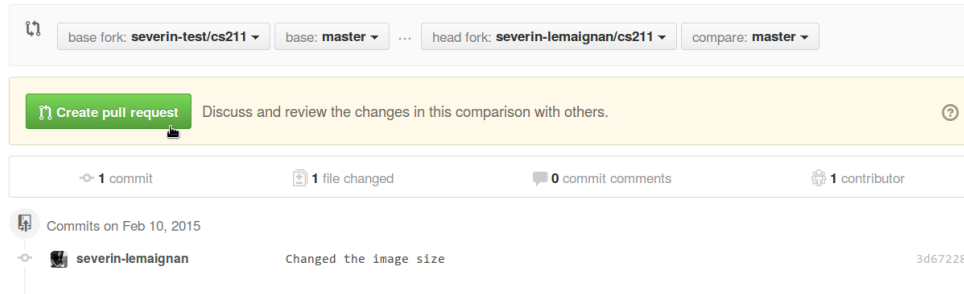 base fork: severin-test/cs211 base: master ... head fork: severin-lemaignan/cs211 compare: master
Create pull request Discuss and review the changes in this comparison with others.
1 commit 1 file changed 0 commit comments 1 contributor
Commits on Feb 10, 2015
severin-lemaignan Changed the image size 3d67228